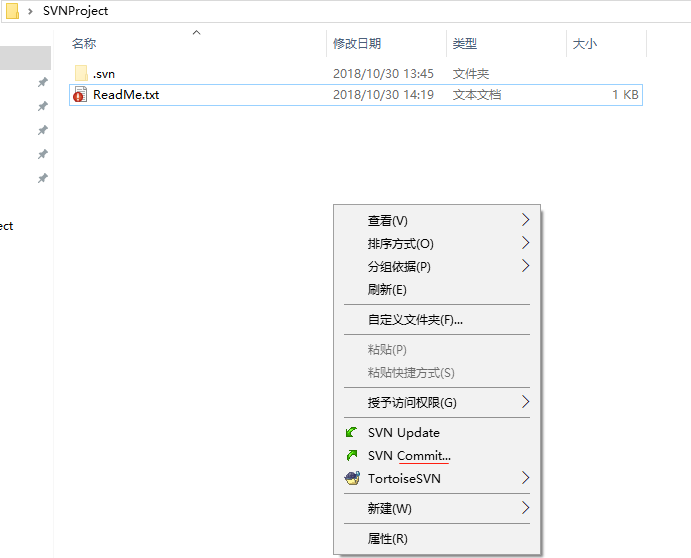 SVNProject
名称 修改日期 类型 大小
.svn 2018/10/30 13:45 文件夹
ReadMe.txt 2018/10/30 14:19 文本文档 1 KB
ect
查看(V)
排序方式(O)
分组依据(P)
刷新(E)
自定义文件夹(F)...
粘贴(P)
粘贴快捷方式(S)
授予访问权限(G)
SVN Update
SVN Commit...
TortoiseSVN
新建(W)
属性(R)